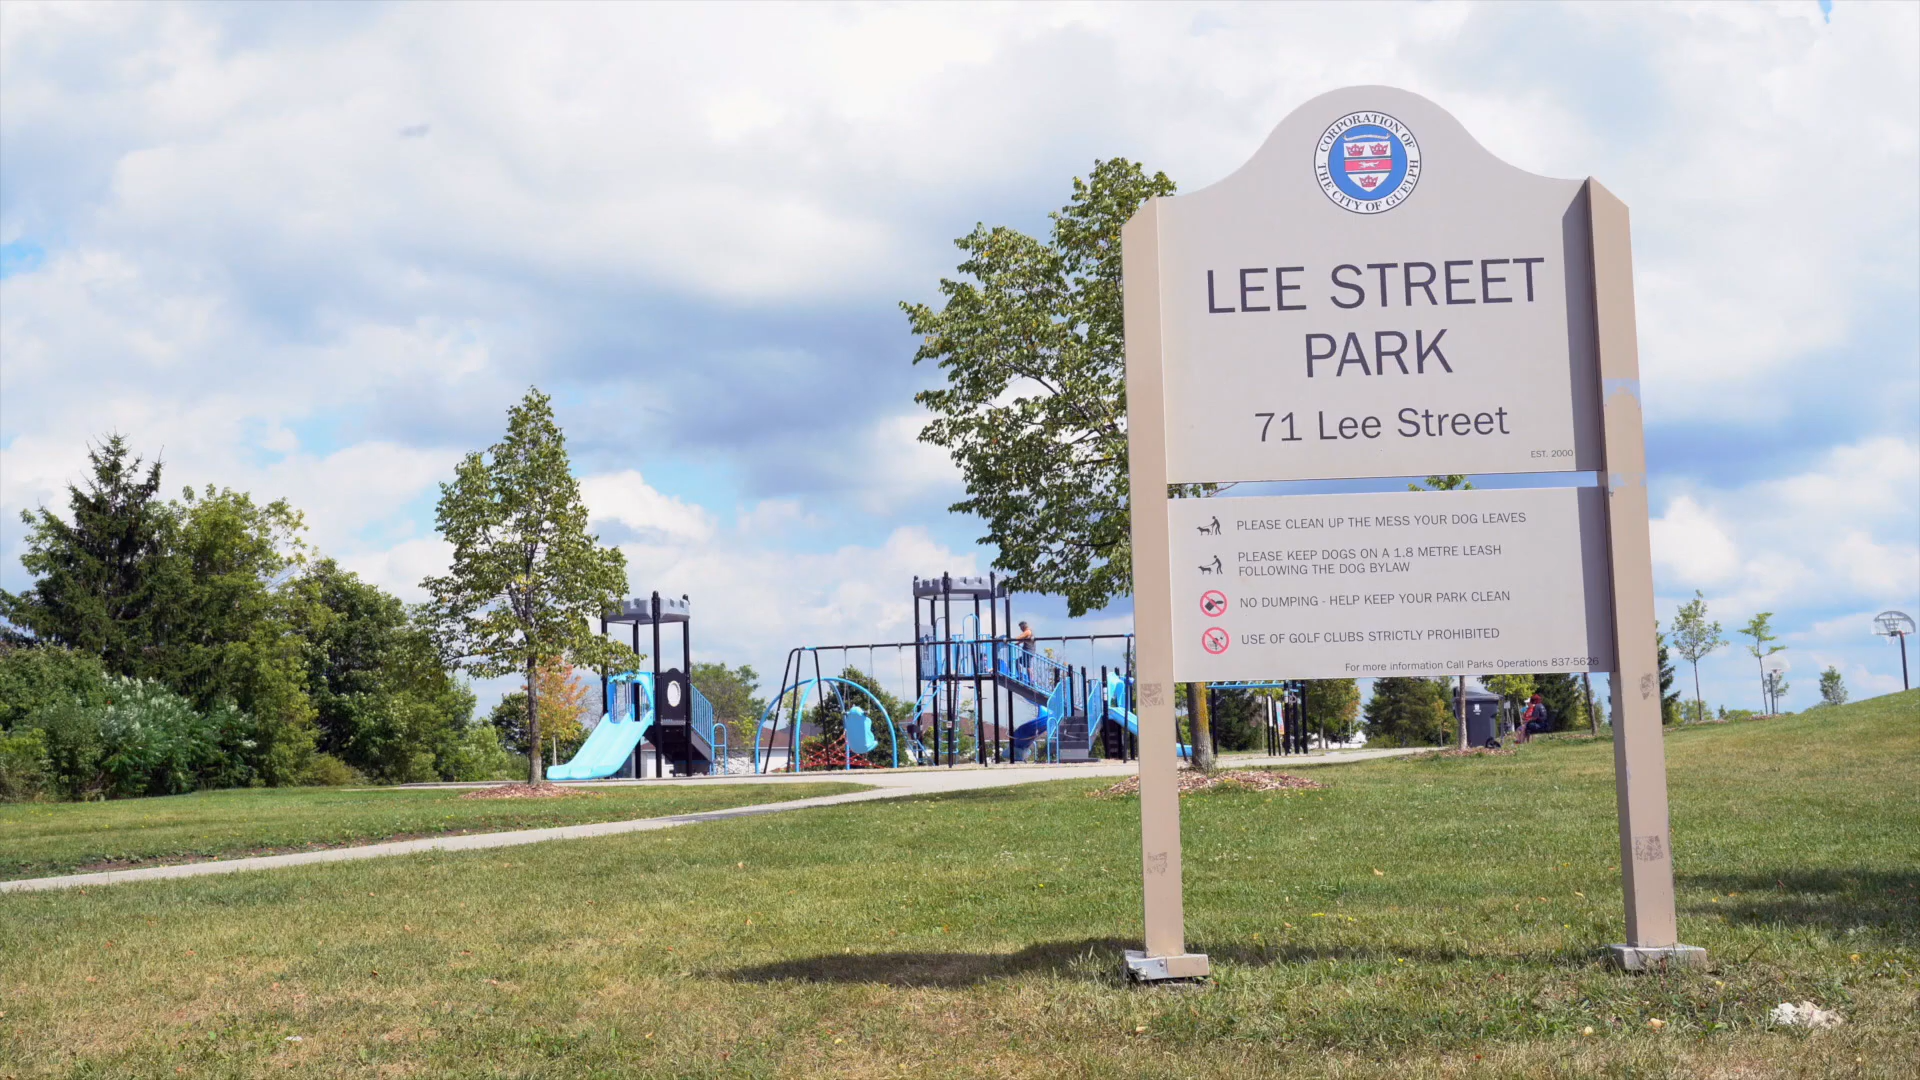 CORPORATION OF
THE CITY OF GUELPH
LEE STREET
PARK
71 Lee Street
EST. 2000
PLEASE CLEAN UP THE MESS YOUR DOG LEAVES
PLEASE KEEP DOGS ON A 1.8 METRE LEASH
FOLLOWING THE DOG BYLAW
NO DUMPING - HELP KEEP YOUR PARK CLEAN
USE OF GOLF CLUBS STRICTLY PROHIBITED
For more information Call Parks Operations 837-5626